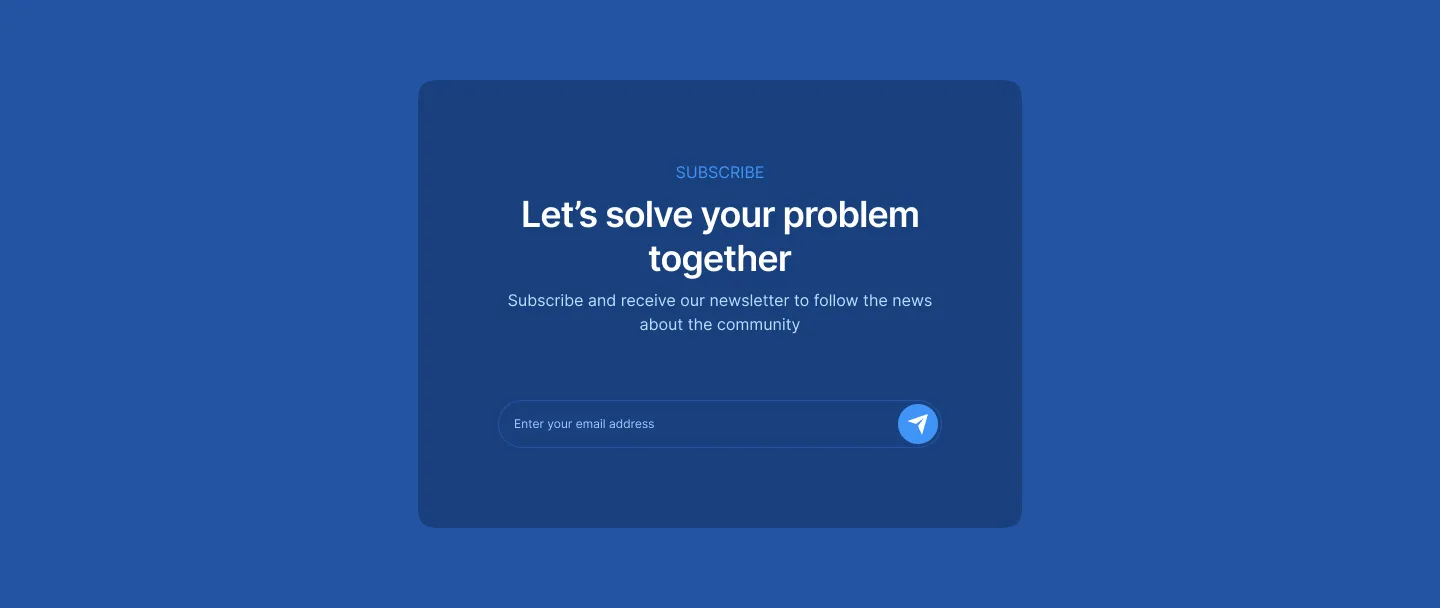 SUBSCRIBE
Let’s solve your problem
together
Subscribe and receive our newsletter to follow the news
about the community
Enter your email address